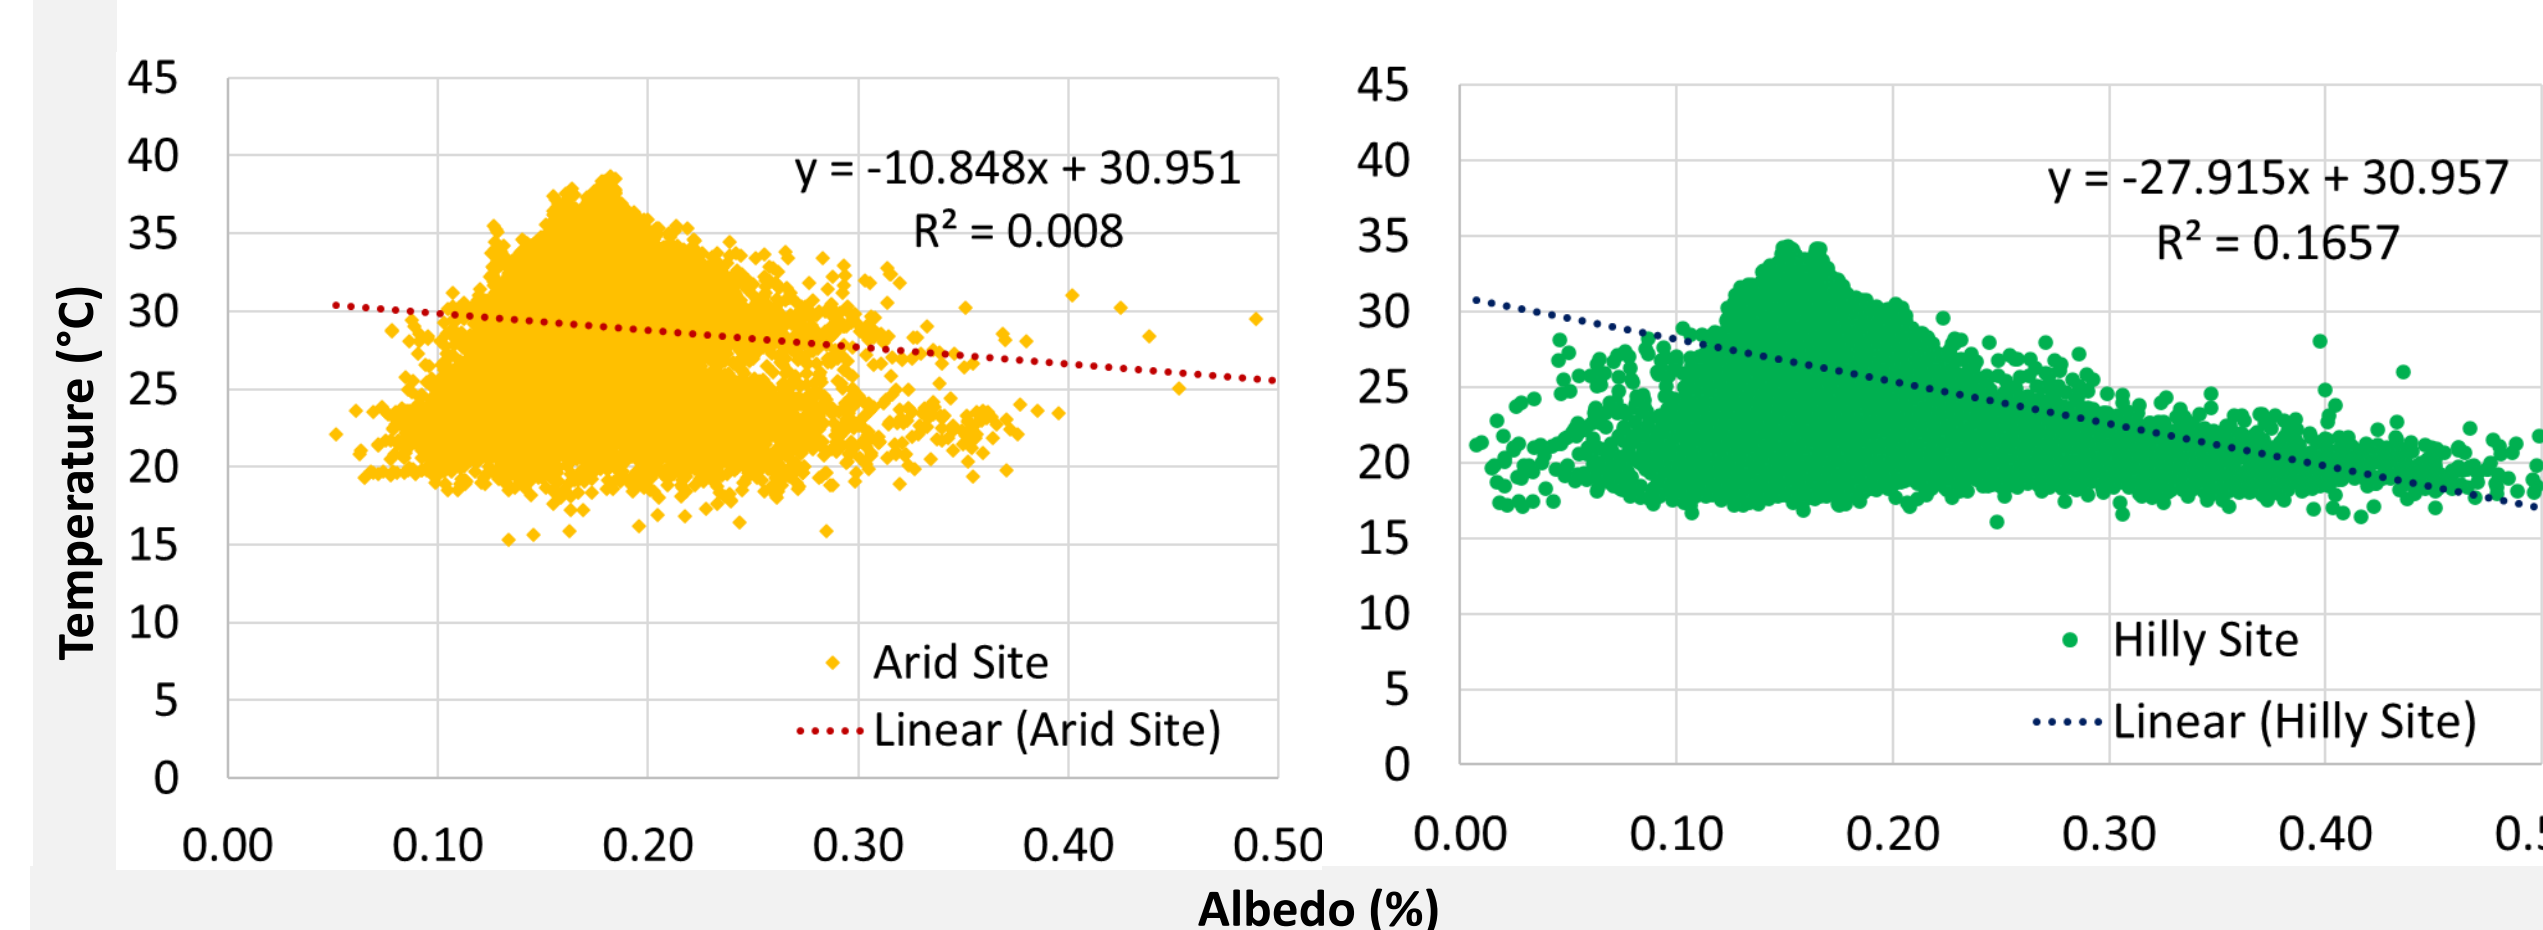 Temperature (°C)
45
40
35
30
25
20
15
10
5
0
y = -10.848x + 30.951
R² = 0.008
Arid Site
Linear (Arid Site)
0.00 0.10 0.20 0.30 0.40 0.50
45
40
35
30
25
20
15
10
5
0
y = -27.915x + 30.957
R² = 0.1657
Hilly Site
Linear (Hilly Site)
0.00 0.10 0.20 0.30 0.40
Albedo (%)